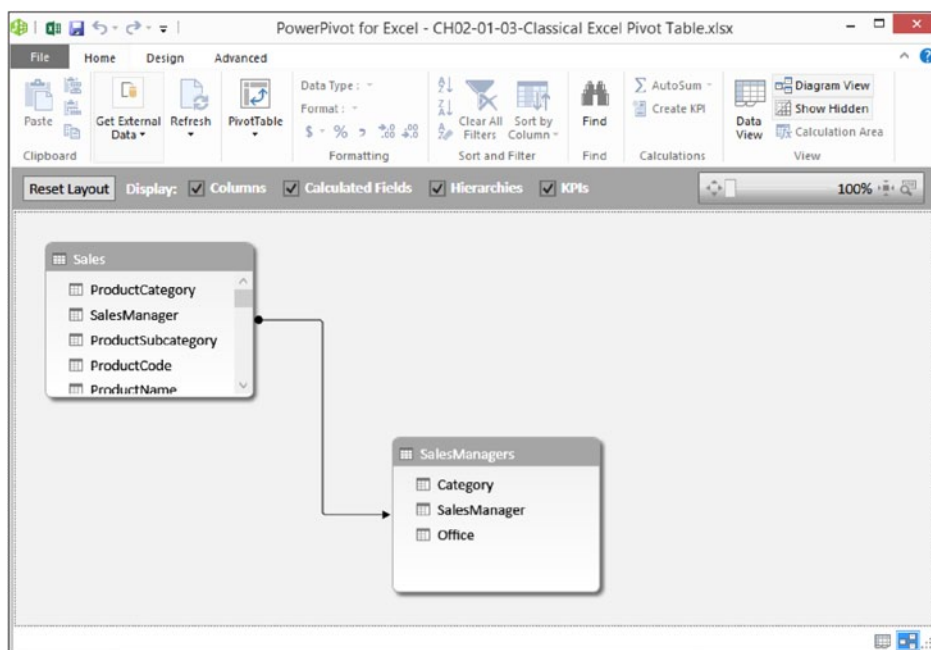 PowerPivot for Excel - CH02-01-03-Classical Excel Pivot Table.xlsx
File Home Design Advanced
Paste
Clipboard
Get External Data
Refresh
PivotTable
Data Type :
Format :
$ % ,
Formatting
Clear All Filters
Sort by Column
Sort and Filter
Find
Find
AutoSum
Create KPI
Calculations
Data View
Diagram View
Show Hidden
Calculation Area
View
Reset Layout Display: Columns Calculated Fields Hierarchies KPIs 100%
Sales
ProductCategory
SalesManager
ProductSubcategory
ProductCode
ProductName
SalesManagers
Category
SalesManager
Office